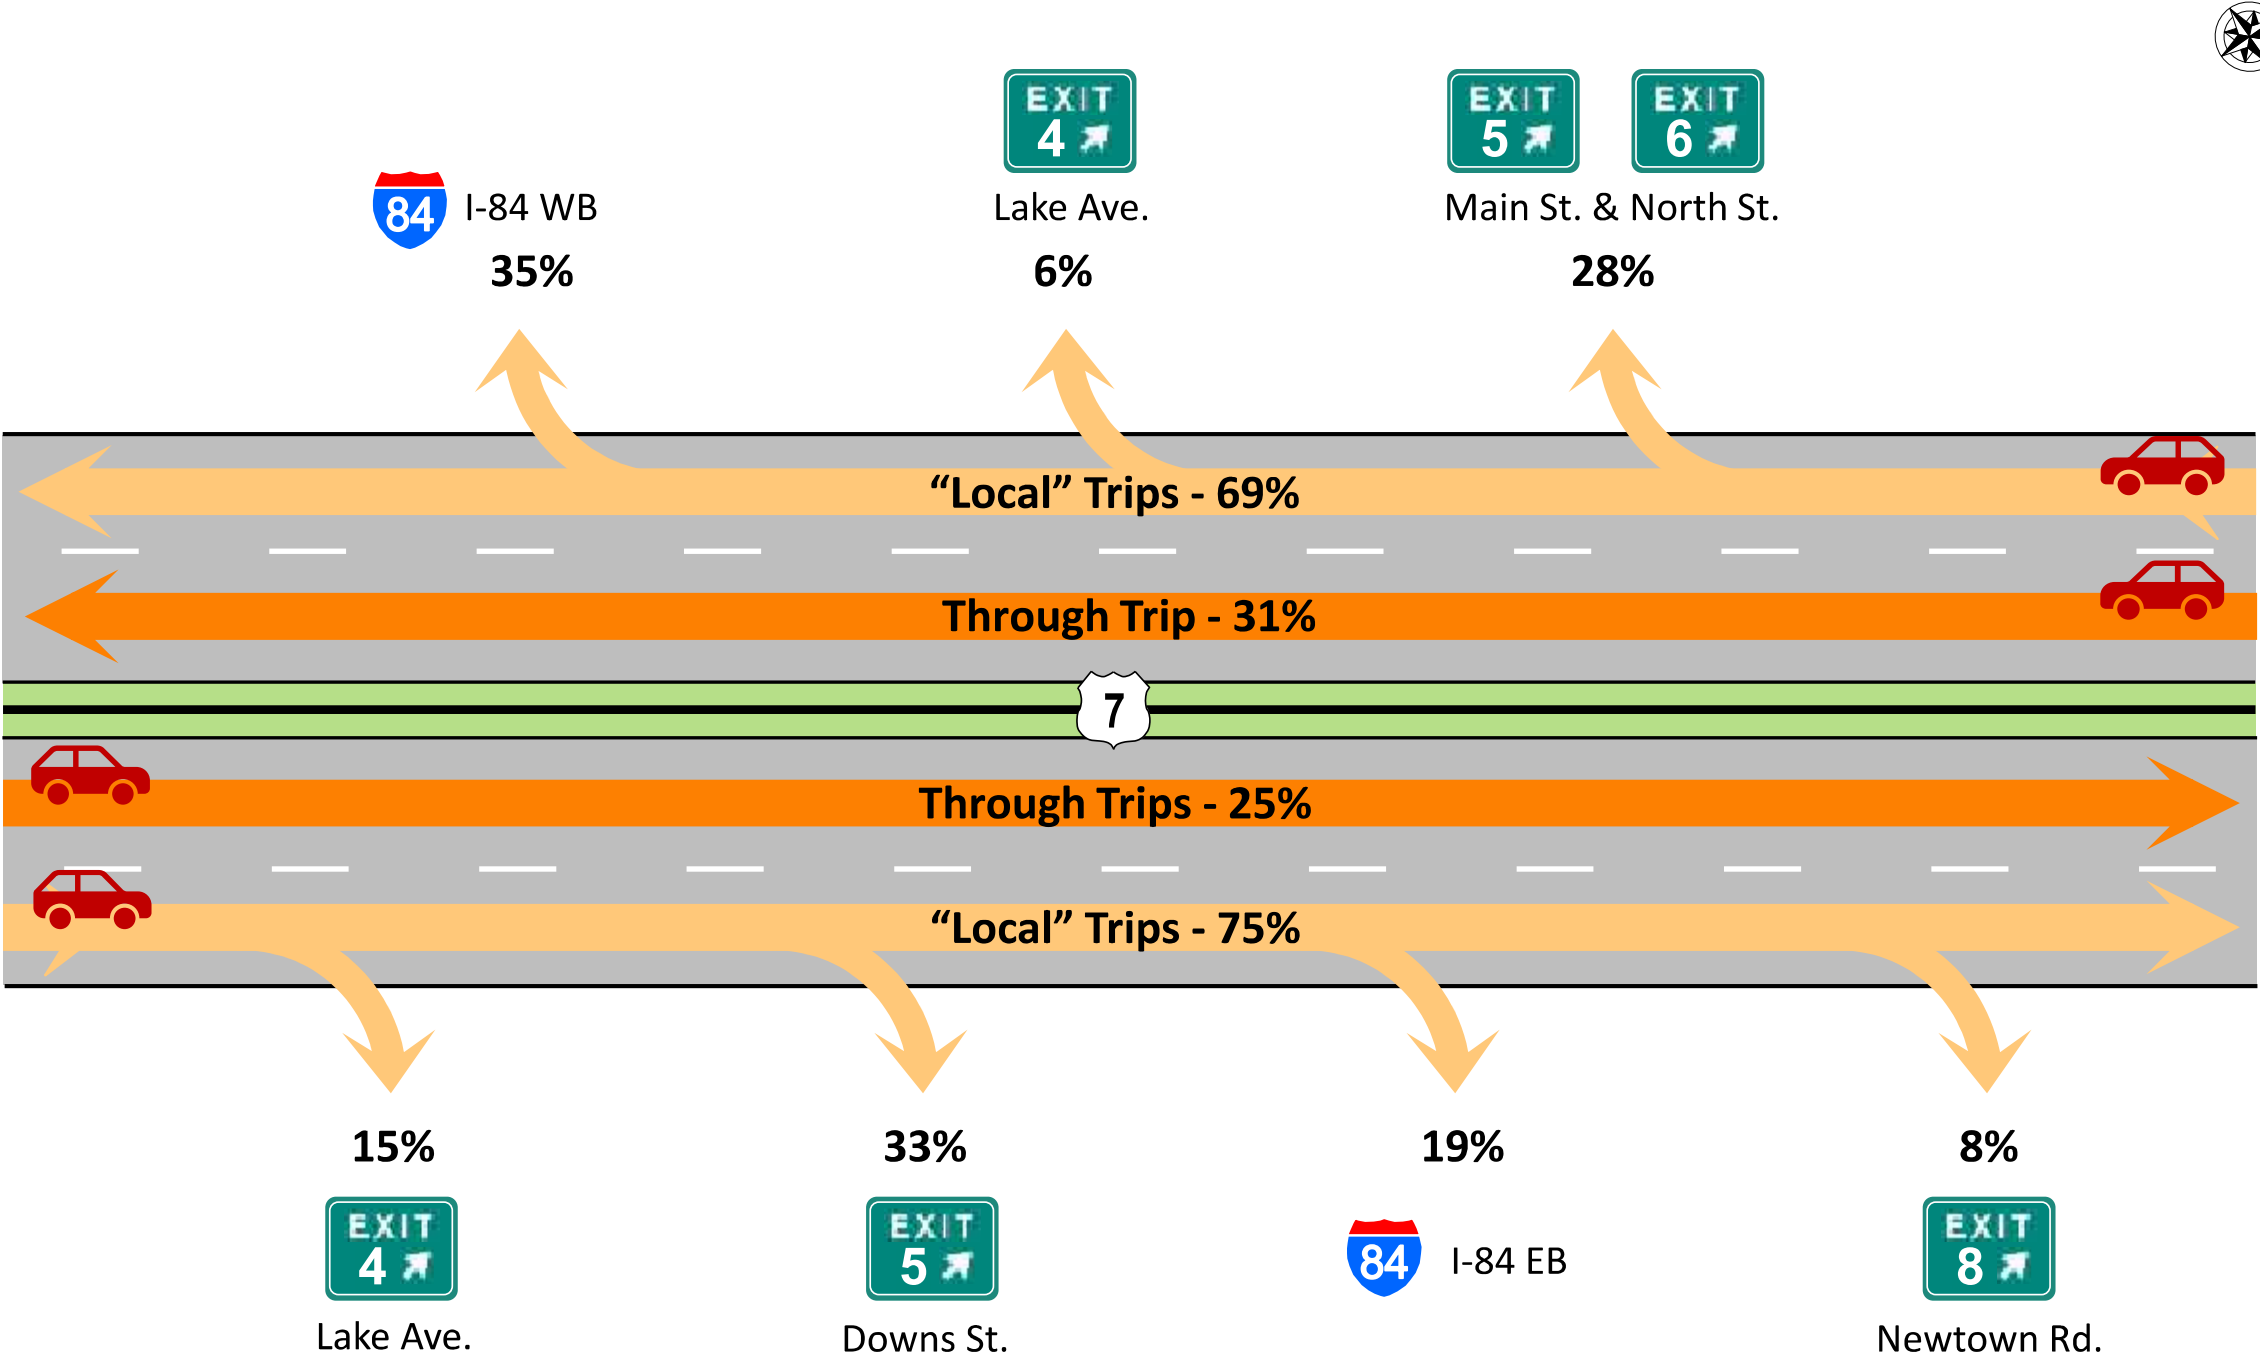 EXIT
4
EXIT
5
EXIT
6
84
I-84 WB
Lake Ave.
Main St. & North St.
35%
6%
28%
“Local” Trips - 69%
Through Trip - 31%
7
Through Trips - 25%
“Local” Trips - 75%
15%
33%
19%
8%
EXIT
4
EXIT
5
84
I-84 EB
EXIT
8
Lake Ave.
Downs St.
Newtown Rd.